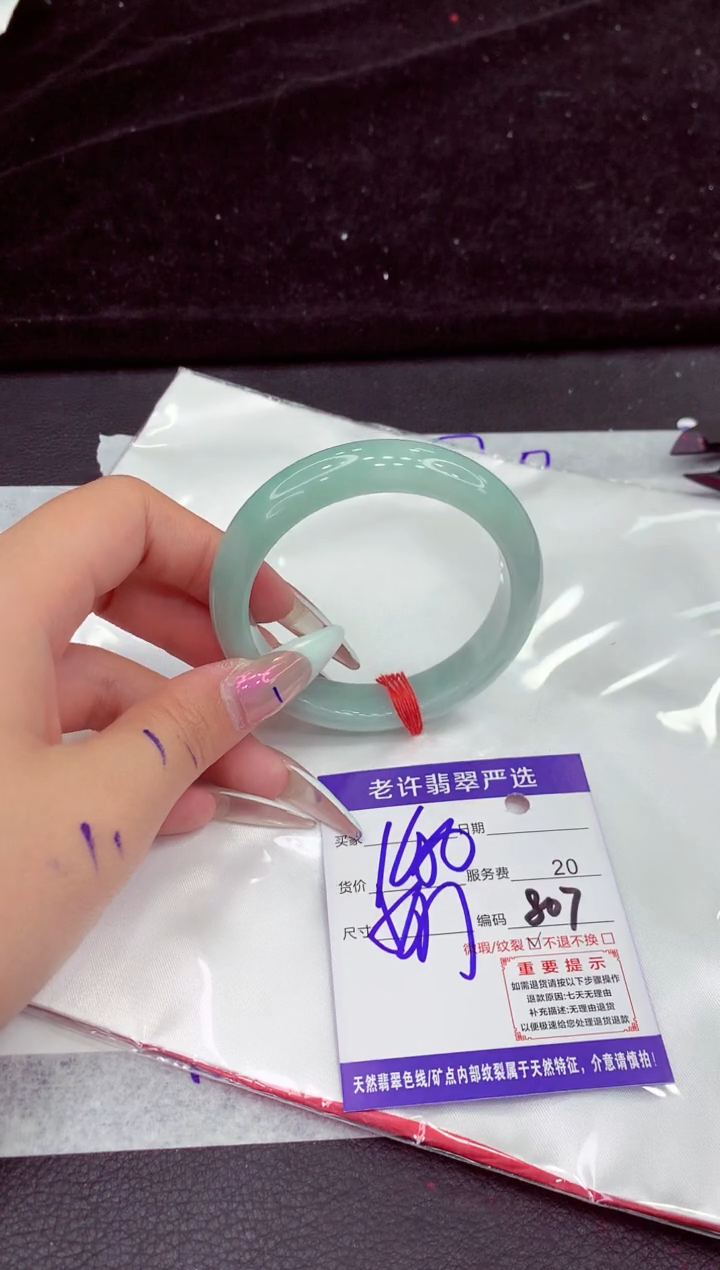 老许翡翠严选
买家 日期
货价 服务费 20
尺寸 编码 807
微瑕/纹裂☑不退不换☐
重要提示
如需退货请按以下步骤操作
退款原因:七天无理由
补充描述:无理由退货
以便极速给您处理退货退款
天然翡翠色线/矿点内部纹裂属于天然特征，介意请慎拍！